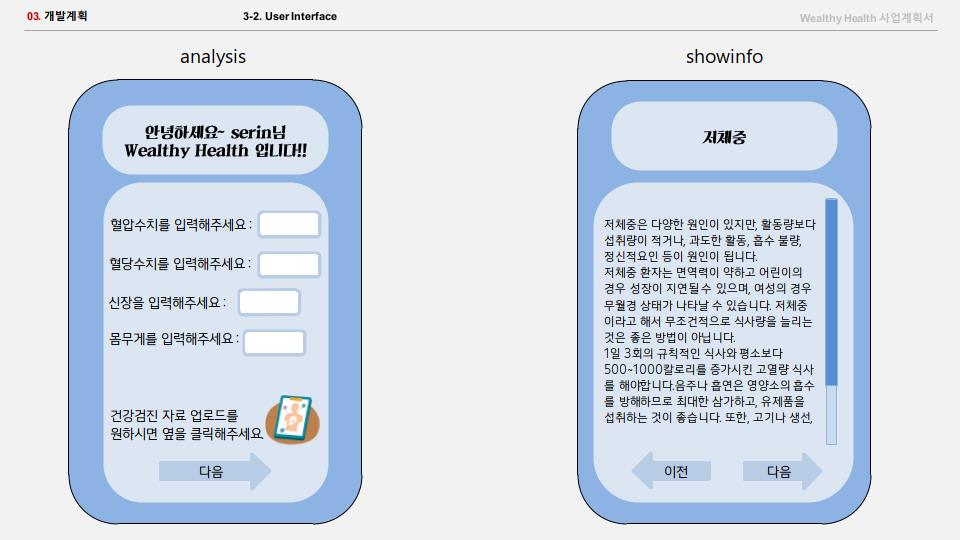 03. 개발계획
3-2. User Interface
Wealthy Health 사업계획서
analysis
안녕하세요~ serin님
Wealthy Health 입니다!!
혈압수치를 입력해주세요 :
혈당수치를 입력해주세요 :
신장을 입력해주세요 :
몸무게를 입력해주세요 :
건강검진 자료 업로드를
원하시면 옆을 클릭해주세요.
다음
showinfo
저체중
저체중은 다양한 원인이 있지만, 활동량보다
섭취량이 적거나, 과도한 활동, 흡수 불량,
정신적요인 등이 원인이 됩니다.
저체중 환자는 면역력이 약하고 어린이의
경우 성장이 지연될 수 있으며, 여성의 경우
무월경 상태가 나타날 수 있습니다. 저체중
이라고 해서 무조건적으로 식사량을 늘리는
것은 좋은 방법이 아닙니다.
1일 3회의 규칙적인 식사와 평소보다
500~1000칼로리를 증가시킨 고열량 식사
를 해야합니다.음주나 흡연은 영양소의 흡수
를 방해하므로 최대한 삼가하고, 유제품을
섭취하는 것이 좋습니다. 또한, 고기나 생선,
이전
다음